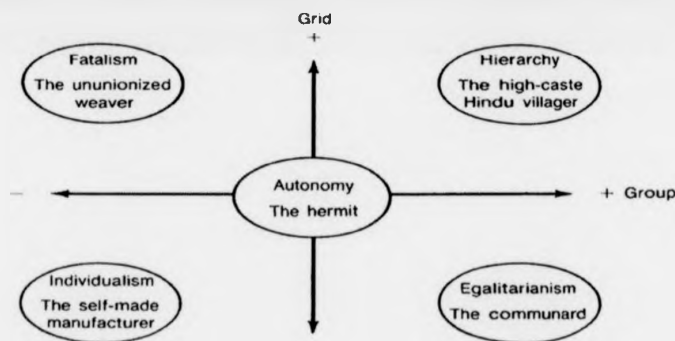 Grid
+
Fatalism
The ununionized
weaver
Hierarchy
The high-caste
Hindu villager
Autonomy
The hermit
−
+ Group
Individualism
The self-made
manufacturer
Egalitarianism
The communard